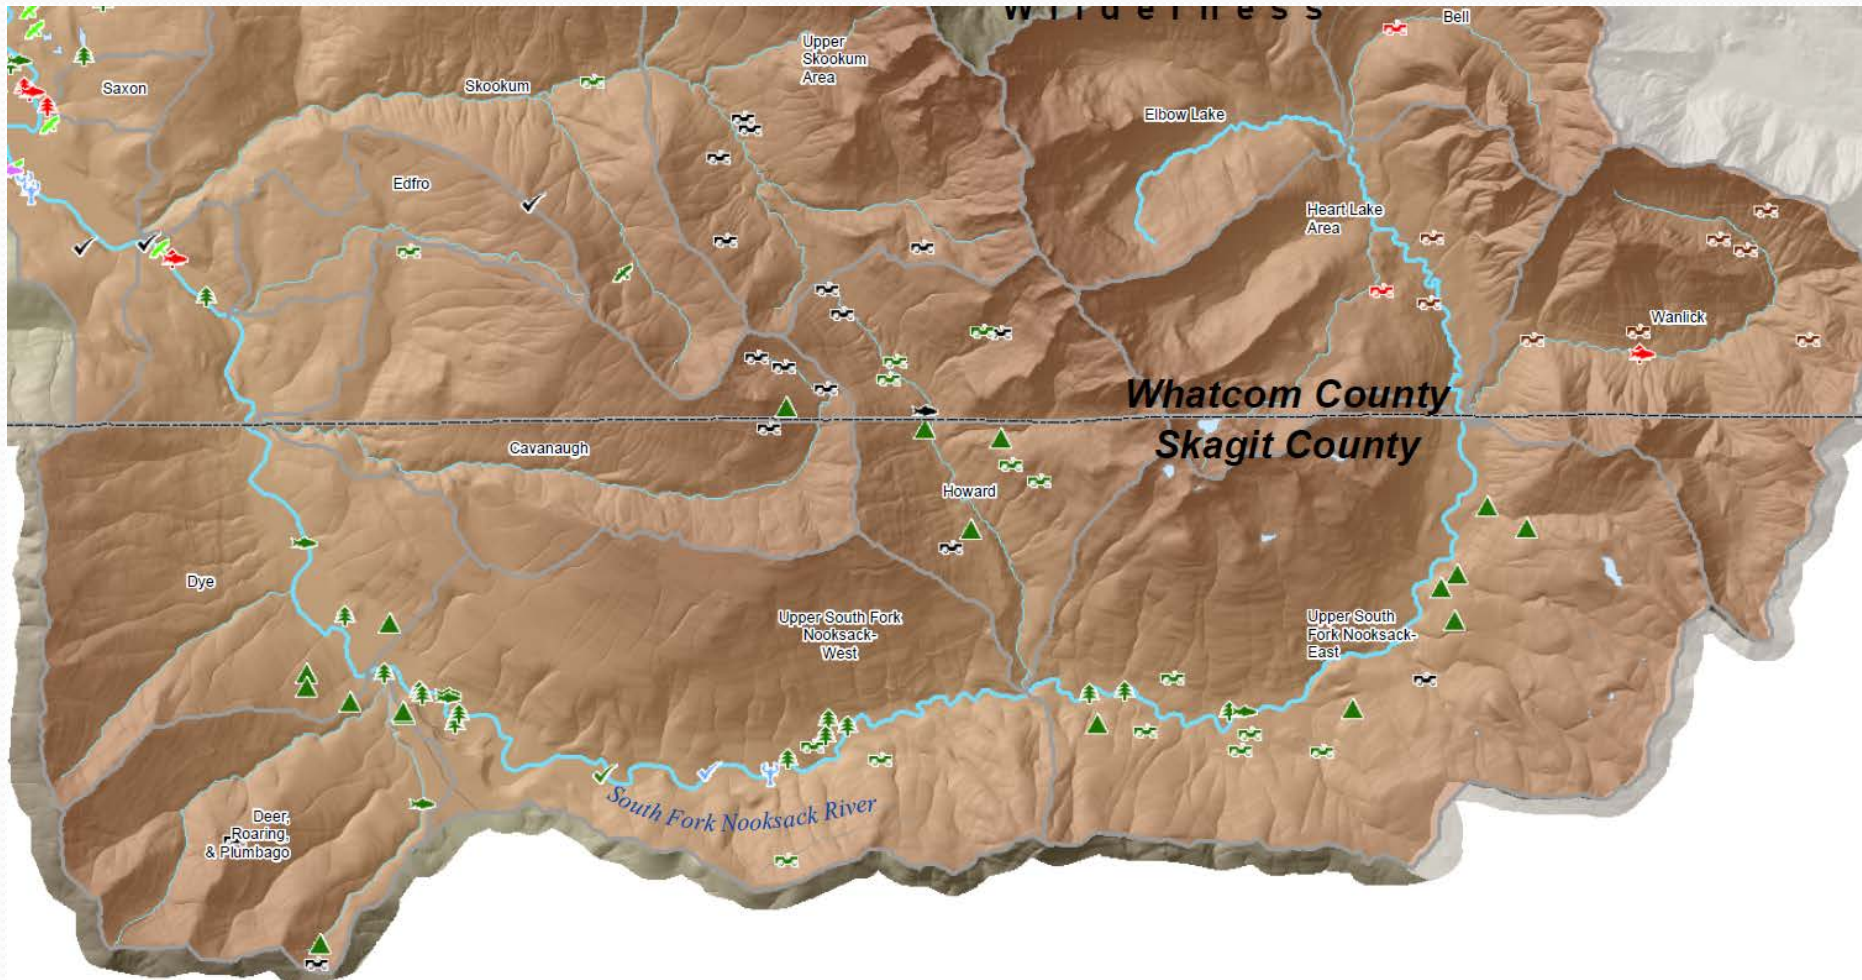 Wilderness
Bell
Upper
Skookum
Area
Saxon
Skookum
Elbow Lake
Edfro
Heart Lake
Area
Wanlick
Whatcom County
Skagit County
Cavanaugh
Howard
Dye
Upper South Fork
Nooksack-
West
Upper South
Fork Nooksack-
East
South Fork Nooksack River
Deer,
Roaring,
& Plumbago